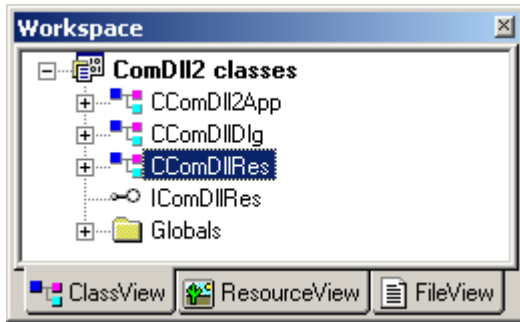 Workspace
ComDll2 classes
CComDll2App
CComDllDlg
CComDllRes
IComDllRes
Globals
ClassView ResourceView FileView